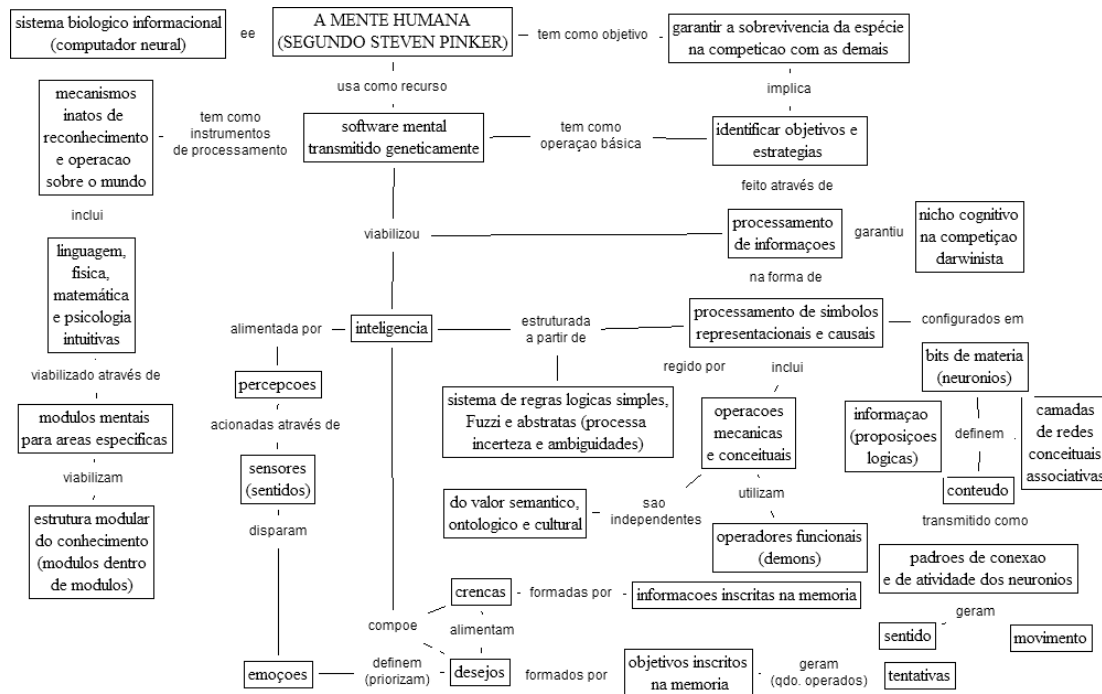 sistema biologico informacional
(computador neural)
ee
A MENTE HUMANA
(SEGUNDO STEVEN PINKER)
tem como objetivo
garantir a sobrevivencia da espécie
na competicao com as demais
usa como recurso
implica
mecanismos
inatos de
reconhecimento
e operacao
sobre o mundo
tem como
instrumentos
de processamento
software mental
transmitido geneticamente
tem como
operaçao básica
identificar objetivos e
estrategias
feito através de
inclui
viabilizou
processamento
de informaçoes
garantiu
nicho cognitivo
na competiçao
darwinista
na forma de
linguagem,
fisica,
matemática
e psicologia
intuitivas
alimentada por
inteligencia
estruturada
a partir de
processamento de simbolos
representacionais e causais
configurados em
viabilizado através de
percepcoes
regido por
inclui
bits de materia
(neuronios)
modulos mentais
para areas especificas
acionadas através de
sistema de regras logicas simples,
Fuzzi e abstratas (processa
incerteza e ambiguidades)
operacoes
mecanicas
e conceituais
informaçao
(proposiçoes
logicas)
definem
camadas
de redes
conceituais
associativas
viabilizam
sensores
(sentidos)
do valor semantico,
ontologico e cultural
sao
independentes
utilizam
conteudo
estrutura modular
do conhecimento
(modulos dentro
de modulos)
disparam
operadores funcionais
(demons)
transmitido como
padroes de conexao
e de atividade dos neuronios
crencas
formadas por
informacoes inscritas na memoria
geram
compoe
alimentam
sentido
movimento
emoçoes
definem
(priorizam)
desejos
formados por
objetivos inscritos
na memoria
geram
(qdo. operados)
tentativas